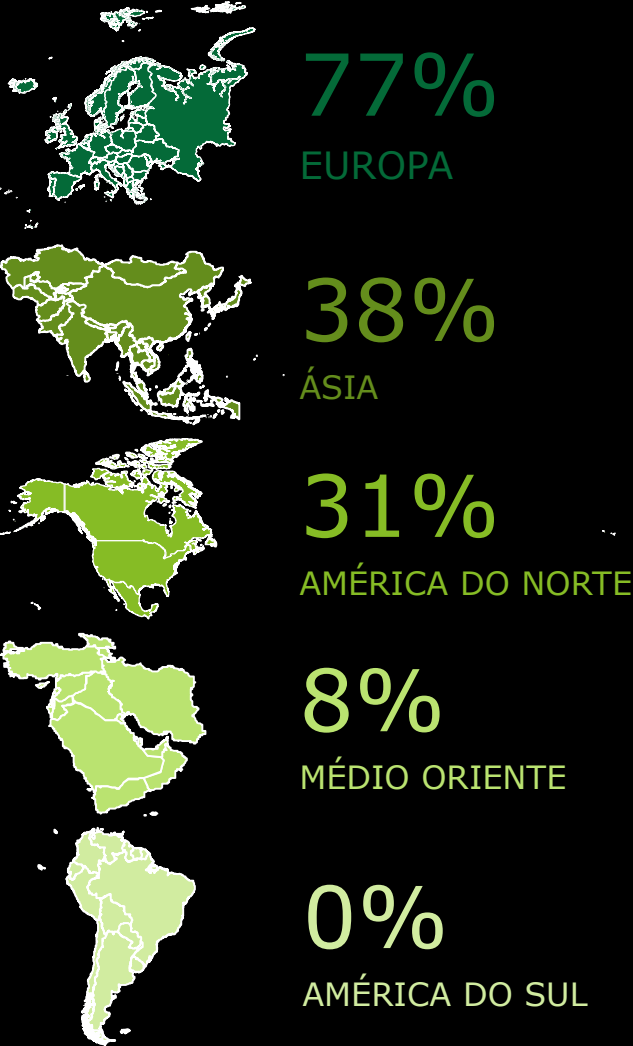 77%
EUROPA
38%
ÁSIA
31%
AMÉRICA DO NORTE
8%
MÉDIO ORIENTE
0%
AMÉRICA DO SUL